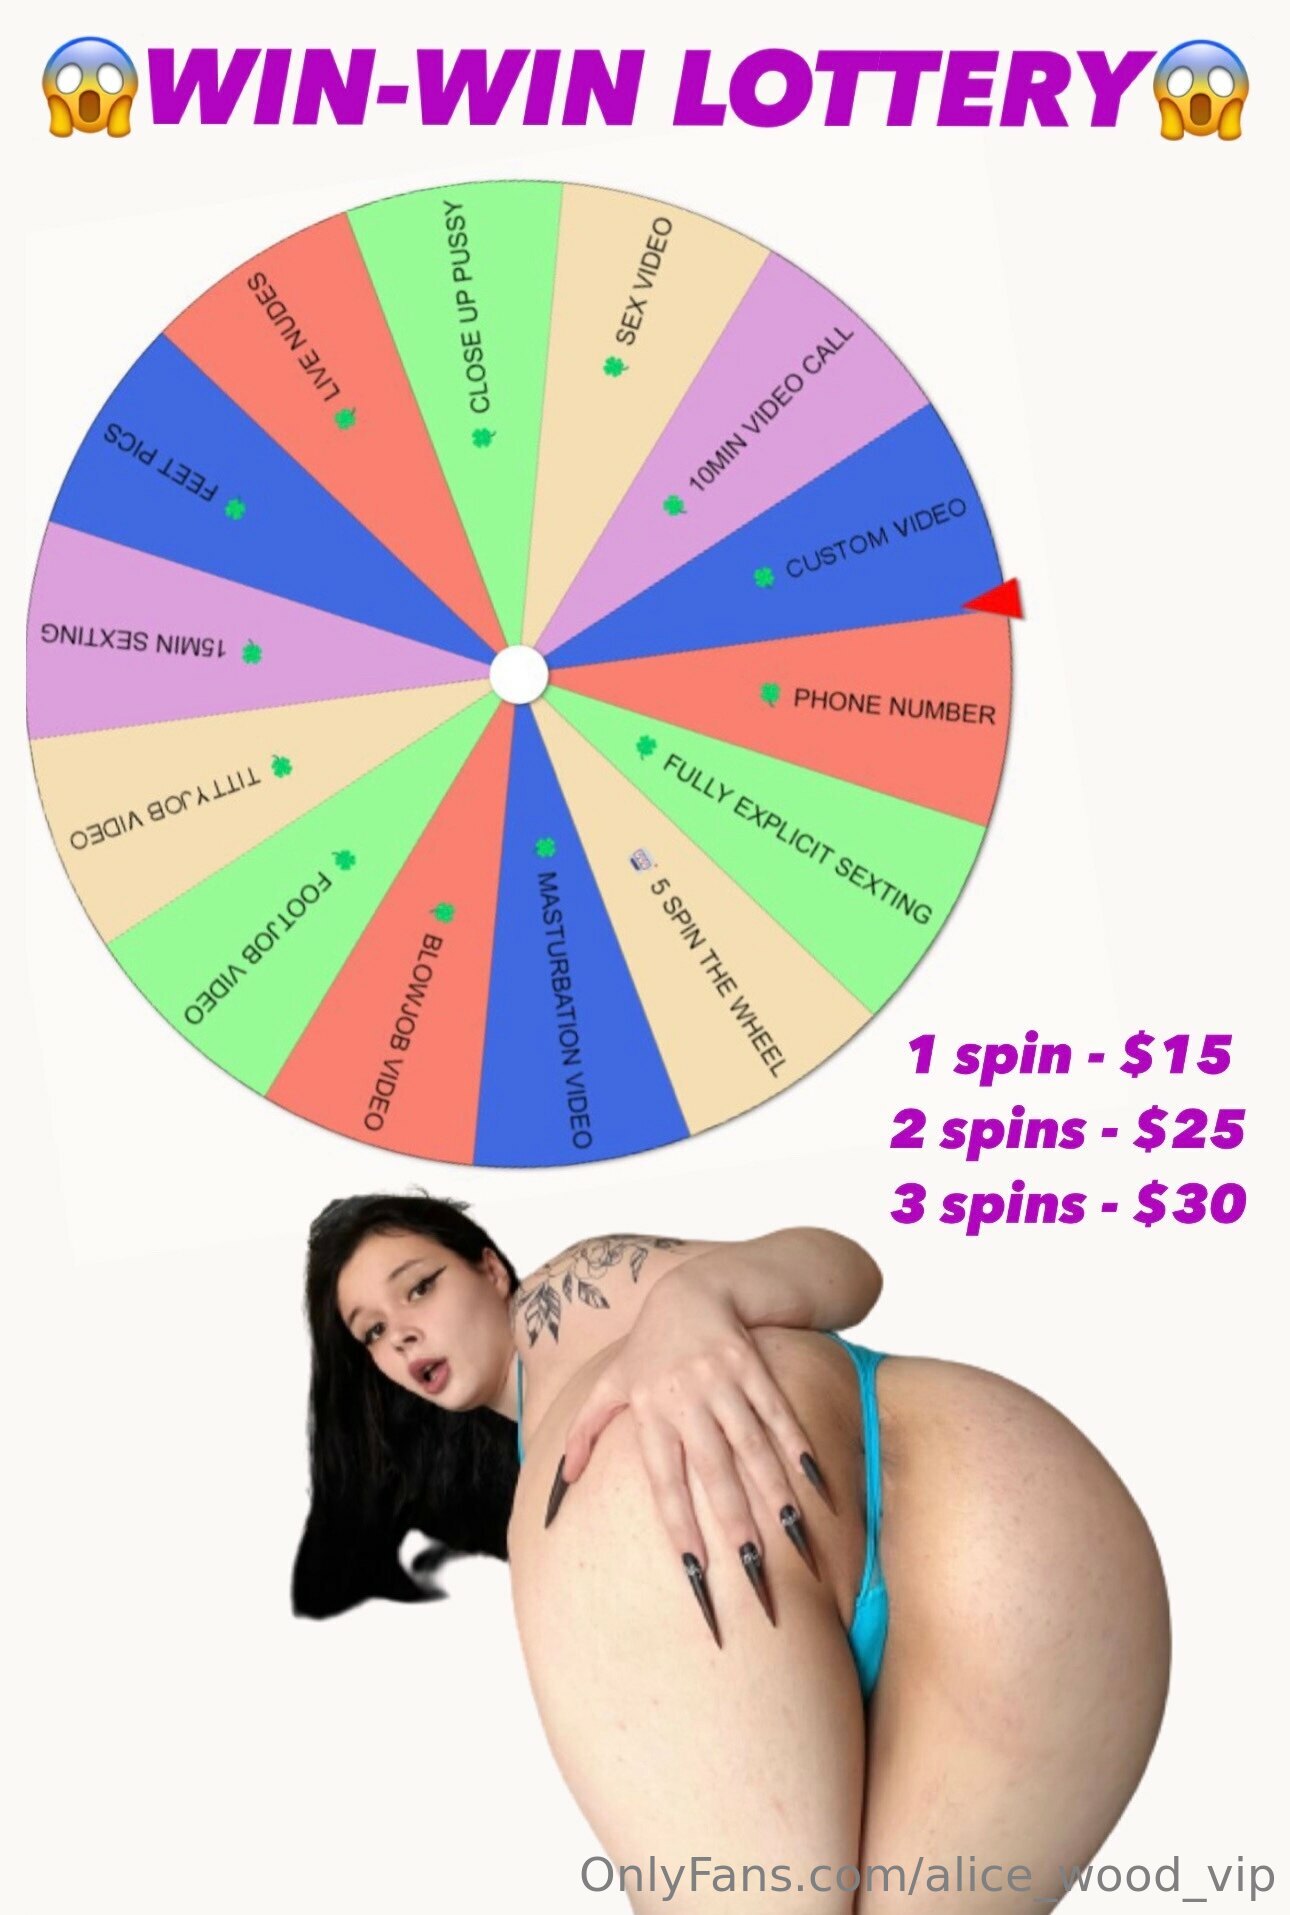 😱WIN-WIN LOTTERY😱
🍀 CLOSE UP PUSSY
🍀 SEX VIDEO
🍀 10MIN VIDEO CALL
🍀 CUSTOM VIDEO
🍀 PHONE NUMBER
🍀 FULLY EXPLICIT SEXTING
🎰 5 SPIN THE WHEEL
🍀 MASTURBATION VIDEO
🍀 BLOWJOB VIDEO
🍀 FOOTJOB VIDEO
🍀 TITTYJOB VIDEO
🍀 15MIN SEXTING
🍀 FEET PICS
🍀 LIVE NUDES
1 spin - $15
2 spins - $25
3 spins - $30
OnlyFans.com/alice_wood_vip